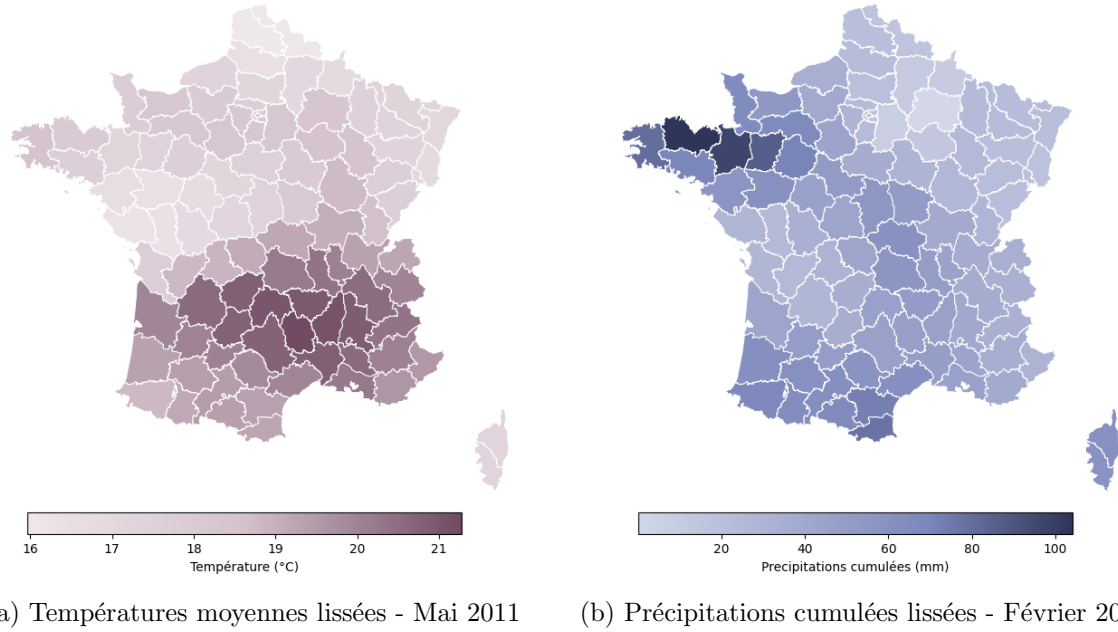 16 17 18 19 20 21
Température (°C)
20 40 60 80 100
Precipitations cumulées (mm)
a) Températures moyennes lissées - Mai 2011
(b) Précipitations cumulées lissées - Février 20